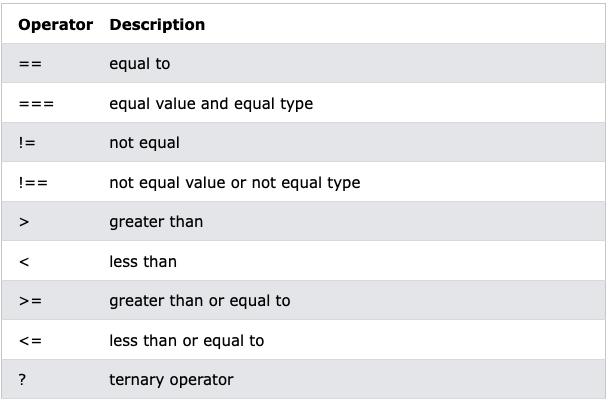 Operator Description
== equal to
=== equal value and equal type
!= not equal
!== not equal value or not equal type
> greater than
< less than
>= greater than or equal to
<= less than or equal to
? ternary operator